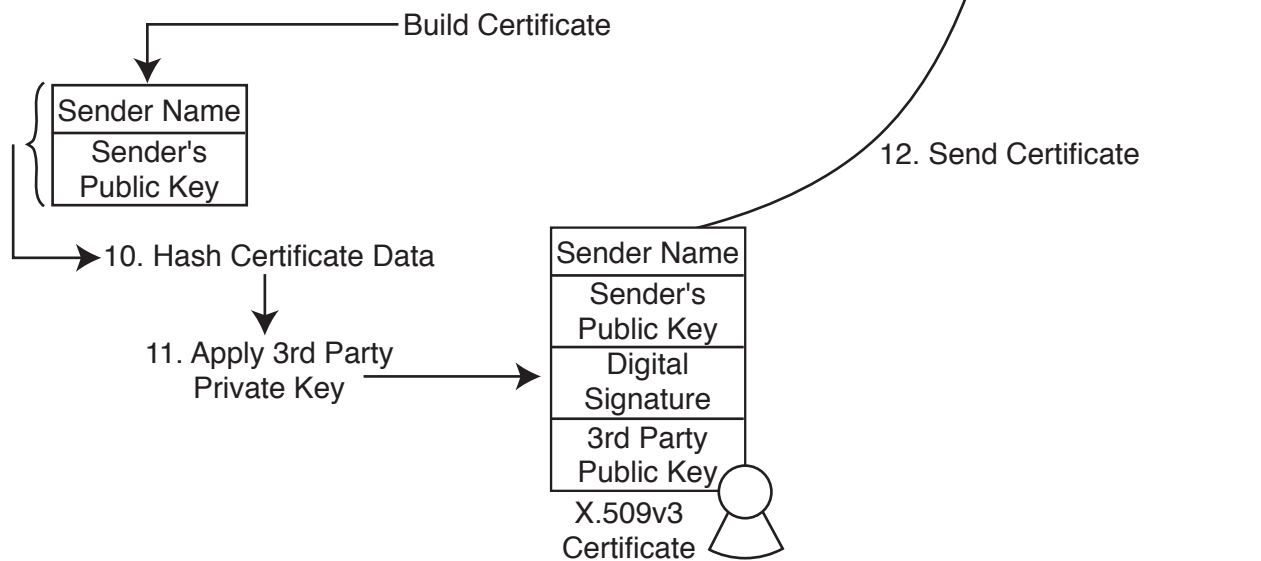 Build Certificate
Sender Name
Sender's
Public Key
12. Send Certificate
10. Hash Certificate Data
11. Apply 3rd Party
Private Key
Sender Name
Sender's
Public Key
Digital
Signature
3rd Party
Public Key
X.509v3
Certificate